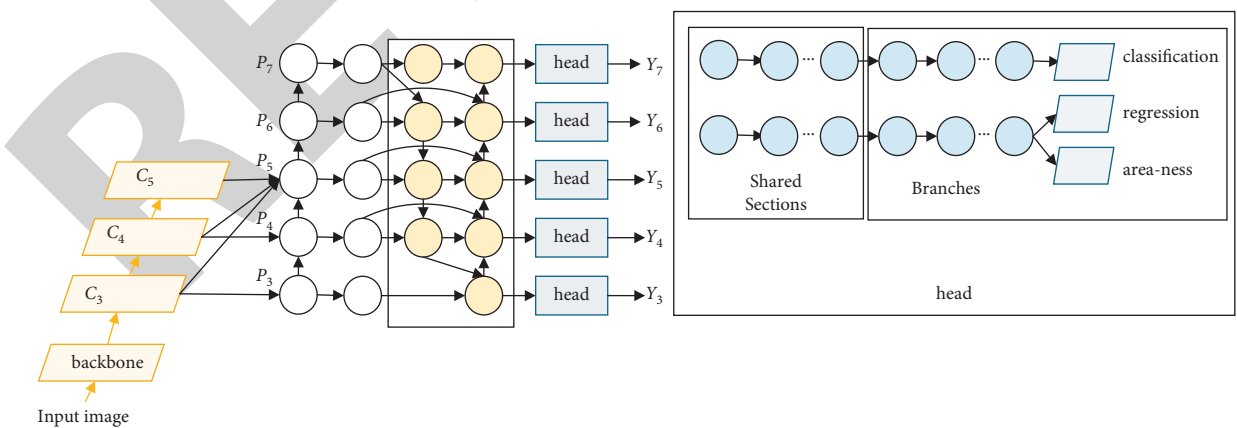 P7
P6
P5
P4
P3
C5
C4
C3
backbone
Input image
head
head
head
head
head
Y7
Y6
Y5
Y4
Y3
...
...
...
...
classification
regression
area-ness
Shared
Sections
Branches
head
RE